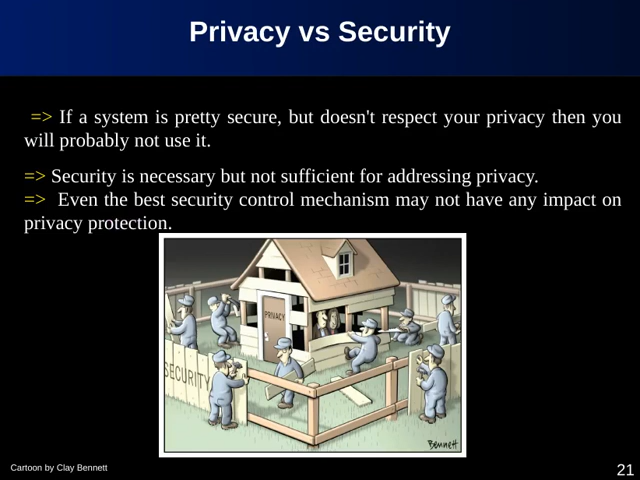 Privacy vs Security
=> If a system is pretty secure, but doesn't respect your privacy then you
will probably not use it.
=> Security is necessary but not sufficient for addressing privacy.
=> Even the best security control mechanism may not have any impact on
privacy protection.
PRIVACY
SECURITY
Bennett
Cartoon by Clay Bennett
21